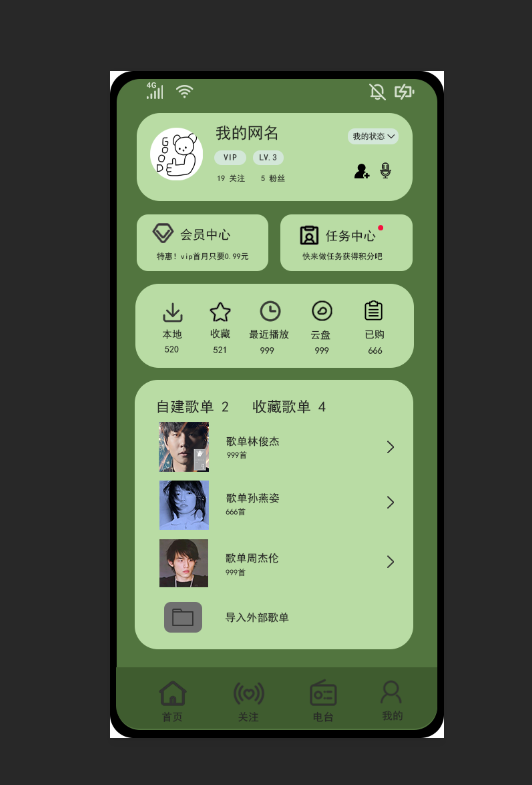 4G
GOODE
我的网名
我的状态
VIP LV.3
19 关注 5 粉丝
会员中心
特惠！vip首月只要0.99元
任务中心
快来做任务获得积分吧
本地 收藏 最近播放 云盘 已购
520 521 999 999 666
自建歌单 2 收藏歌单 4
歌单林俊杰
999首
歌单孙燕姿
666首
歌单周杰伦
999首
导入外部歌单
首页 关注 电台 我的